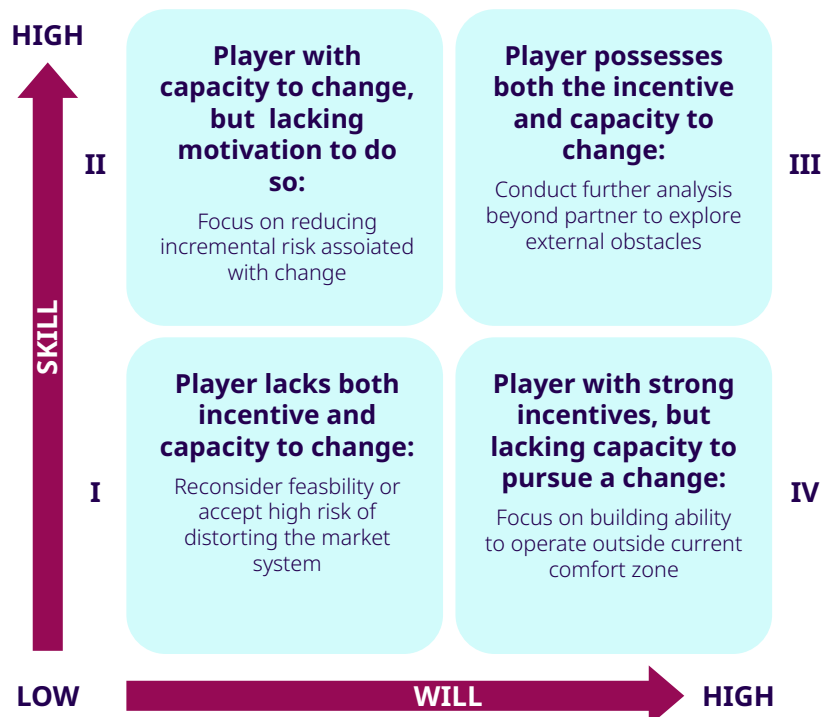 HIGH
SKILL
II
Player with
capacity to change,
but lacking
motivation to do
so:
Focus on reducing
incremental risk assoiated
with change
Player possesses
both the incentive
and capacity to
change:
Conduct further analysis
beyond partner to explore
external obstacles
III
I
Player lacks both
incentive and
capacity to change:
Reconsider feasbility or
accept high risk of
distorting the market
system
Player with strong
incentives, but
lacking capacity to
pursue a change:
Focus on building ability
to operate outside current
comfort zone
IV
LOW
WILL
HIGH